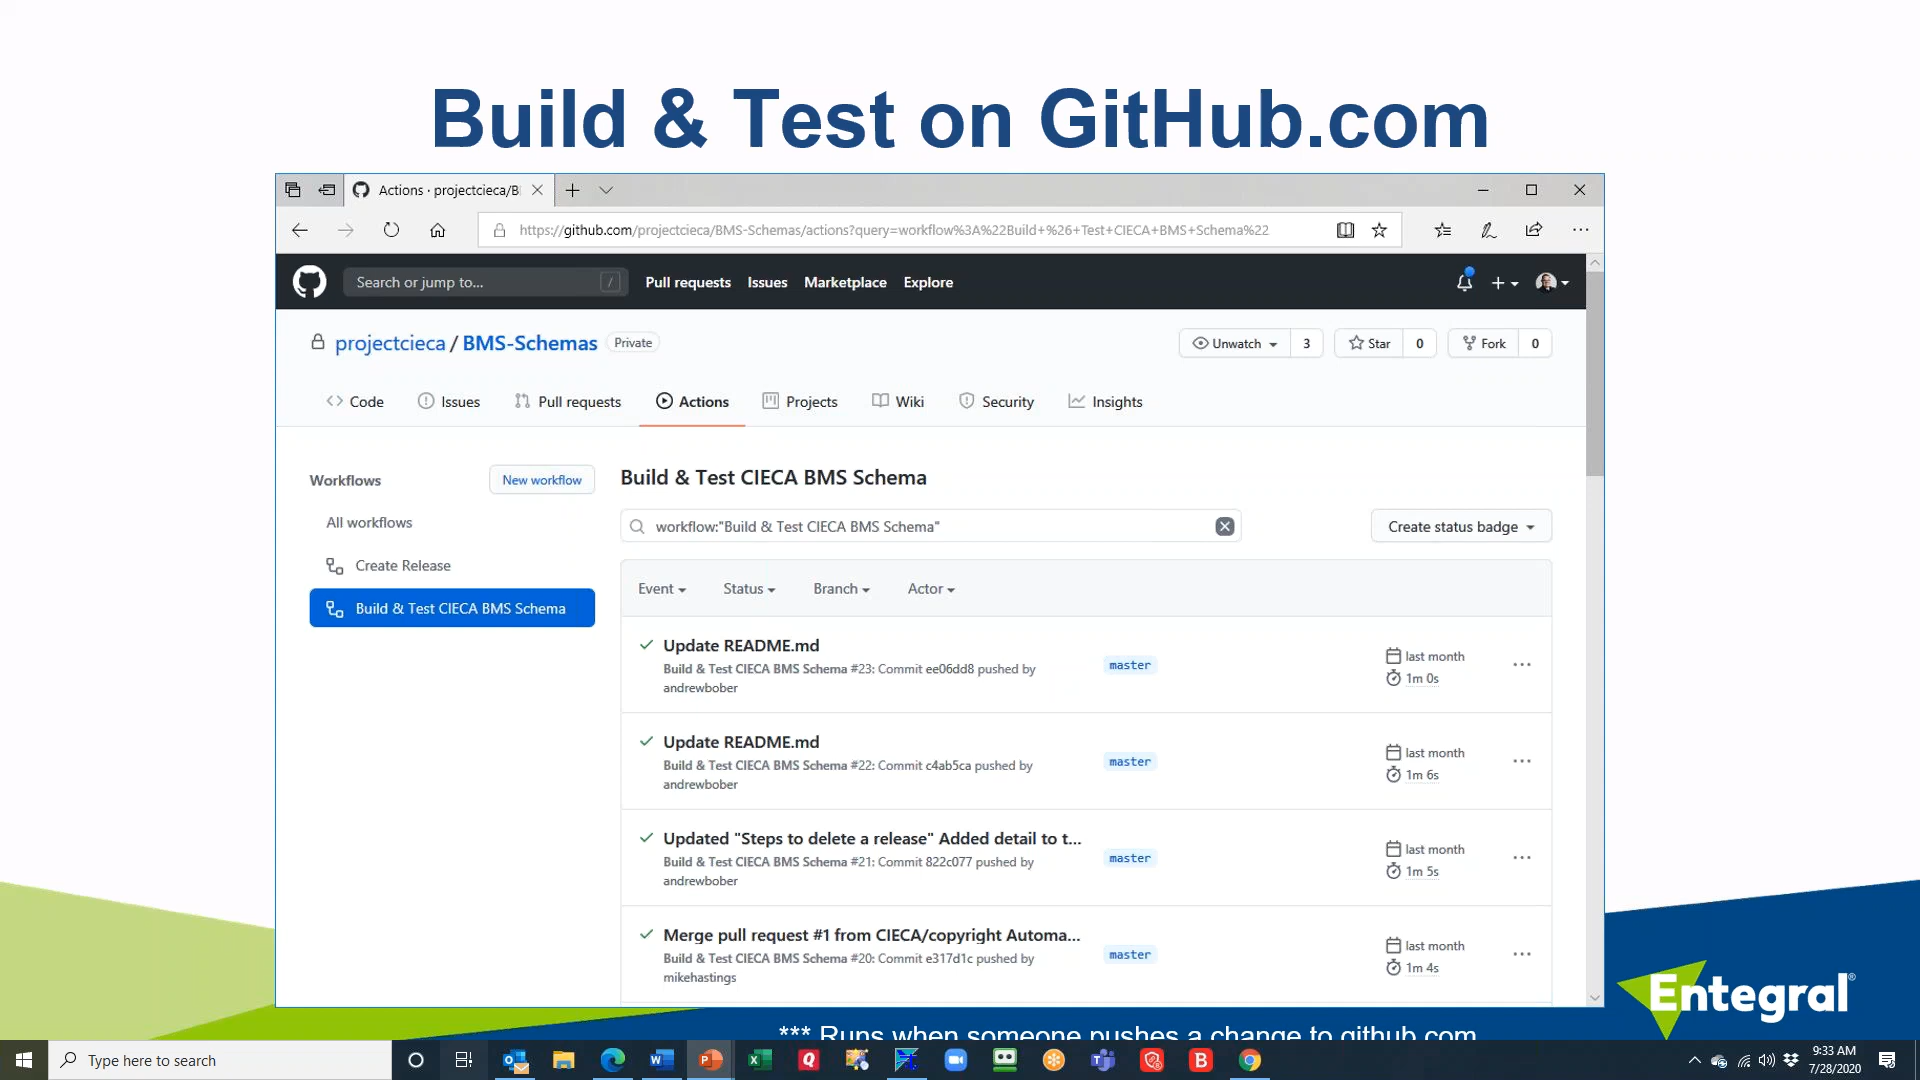 Build & Test on GitHub.com
Actions · projectcieca/B
https://github.com/projectcieca/BMS-Schemas/actions?query=workflow%3A%22Build+%26+Test+CIECA+BMS+Schema%22
Search or jump to... /
Pull requests Issues Marketplace Explore
projectcieca / BMS-Schemas Private
Unwatch 3 Star 0 Fork 0
Code Issues Pull requests Actions Projects Wiki Security Insights
Workflows New workflow
All workflows
Create Release
Build & Test CIECA BMS Schema
Build & Test CIECA BMS Schema
workflow:"Build & Test CIECA BMS Schema"
Create status badge
Event Status Branch Actor
Update README.md
Build & Test CIECA BMS Schema #23: Commit ee06dd8 pushed by
andrewbober
master
last month
1m 0s
Update README.md
Build & Test CIECA BMS Schema #22: Commit c4ab5ca pushed by
andrewbober
master
last month
1m 6s
Updated "Steps to delete a release" Added detail to t...
Build & Test CIECA BMS Schema #21: Commit 822c077 pushed by
andrewbober
master
last month
1m 5s
Merge pull request #1 from CIECA/copyright Automa...
Build & Test CIECA BMS Schema #20: Commit e317d1c pushed by
mikehastings
master
last month
1m 4s
Entegral®
*** Runs when someone pushes a change to github.com
Type here to search
9:33 AM
7/28/2020